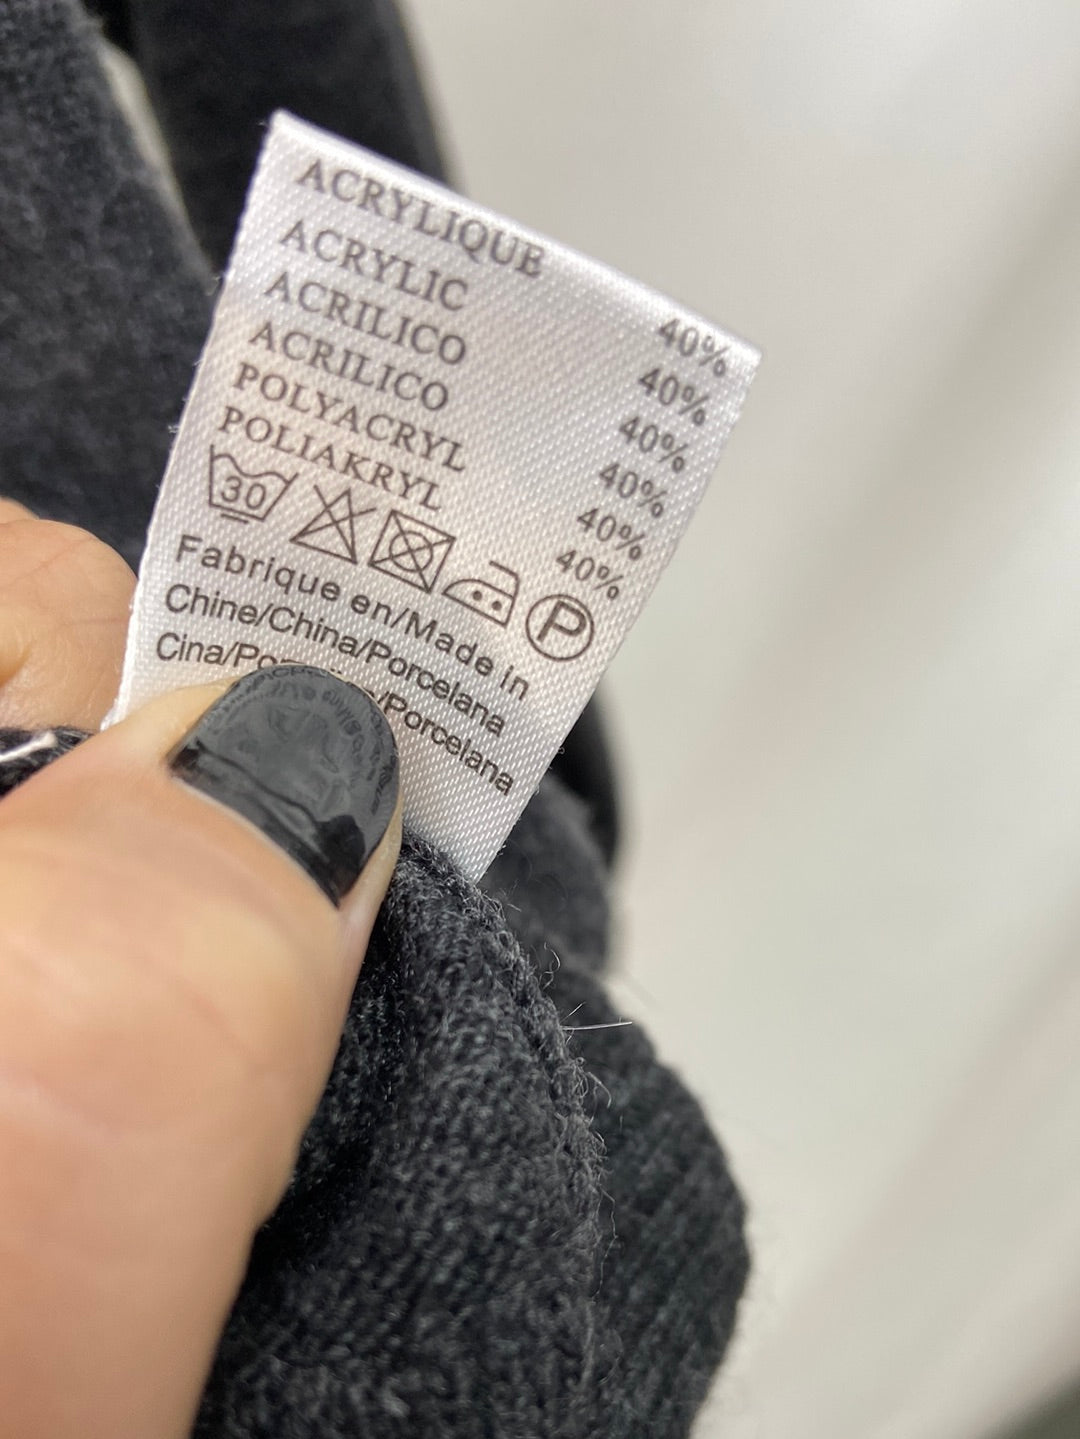 ACRYLIQUE 40%
ACRYLIC 40%
ACRILICO 40%
ACRILICO 40%
POLYACRYL 40%
POLIAKRYL 40%
30 P
Fabrique en/Made in
Chine/China/Porcelana
Cina/ /Porcelana